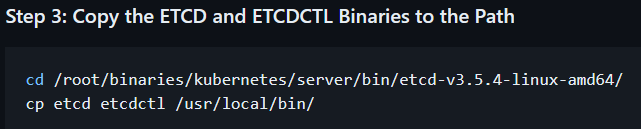 Step 3: Copy the ETCD and ETCDCTL Binaries to the Path
cd /root/binaries/kubernetes/server/bin/etcd-v3.5.4-linux-amd64/
cp etcd etcdctl /usr/local/bin/